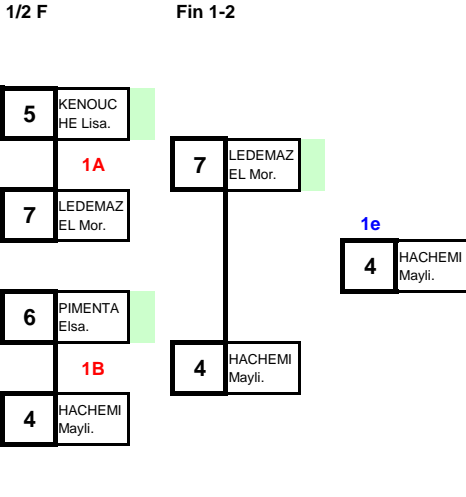 1/2 F
Fin 1-2
5
KENOUC
HE Lisa.
1A
7
LEDEMAZ
EL Mor.
6
PIMENTA
Elsa.
1B
4
HACHEMI
Mayli.
7
LEDEMAZ
EL Mor.
4
HACHEMI
Mayli.
1e
4
HACHEMI
Mayli.